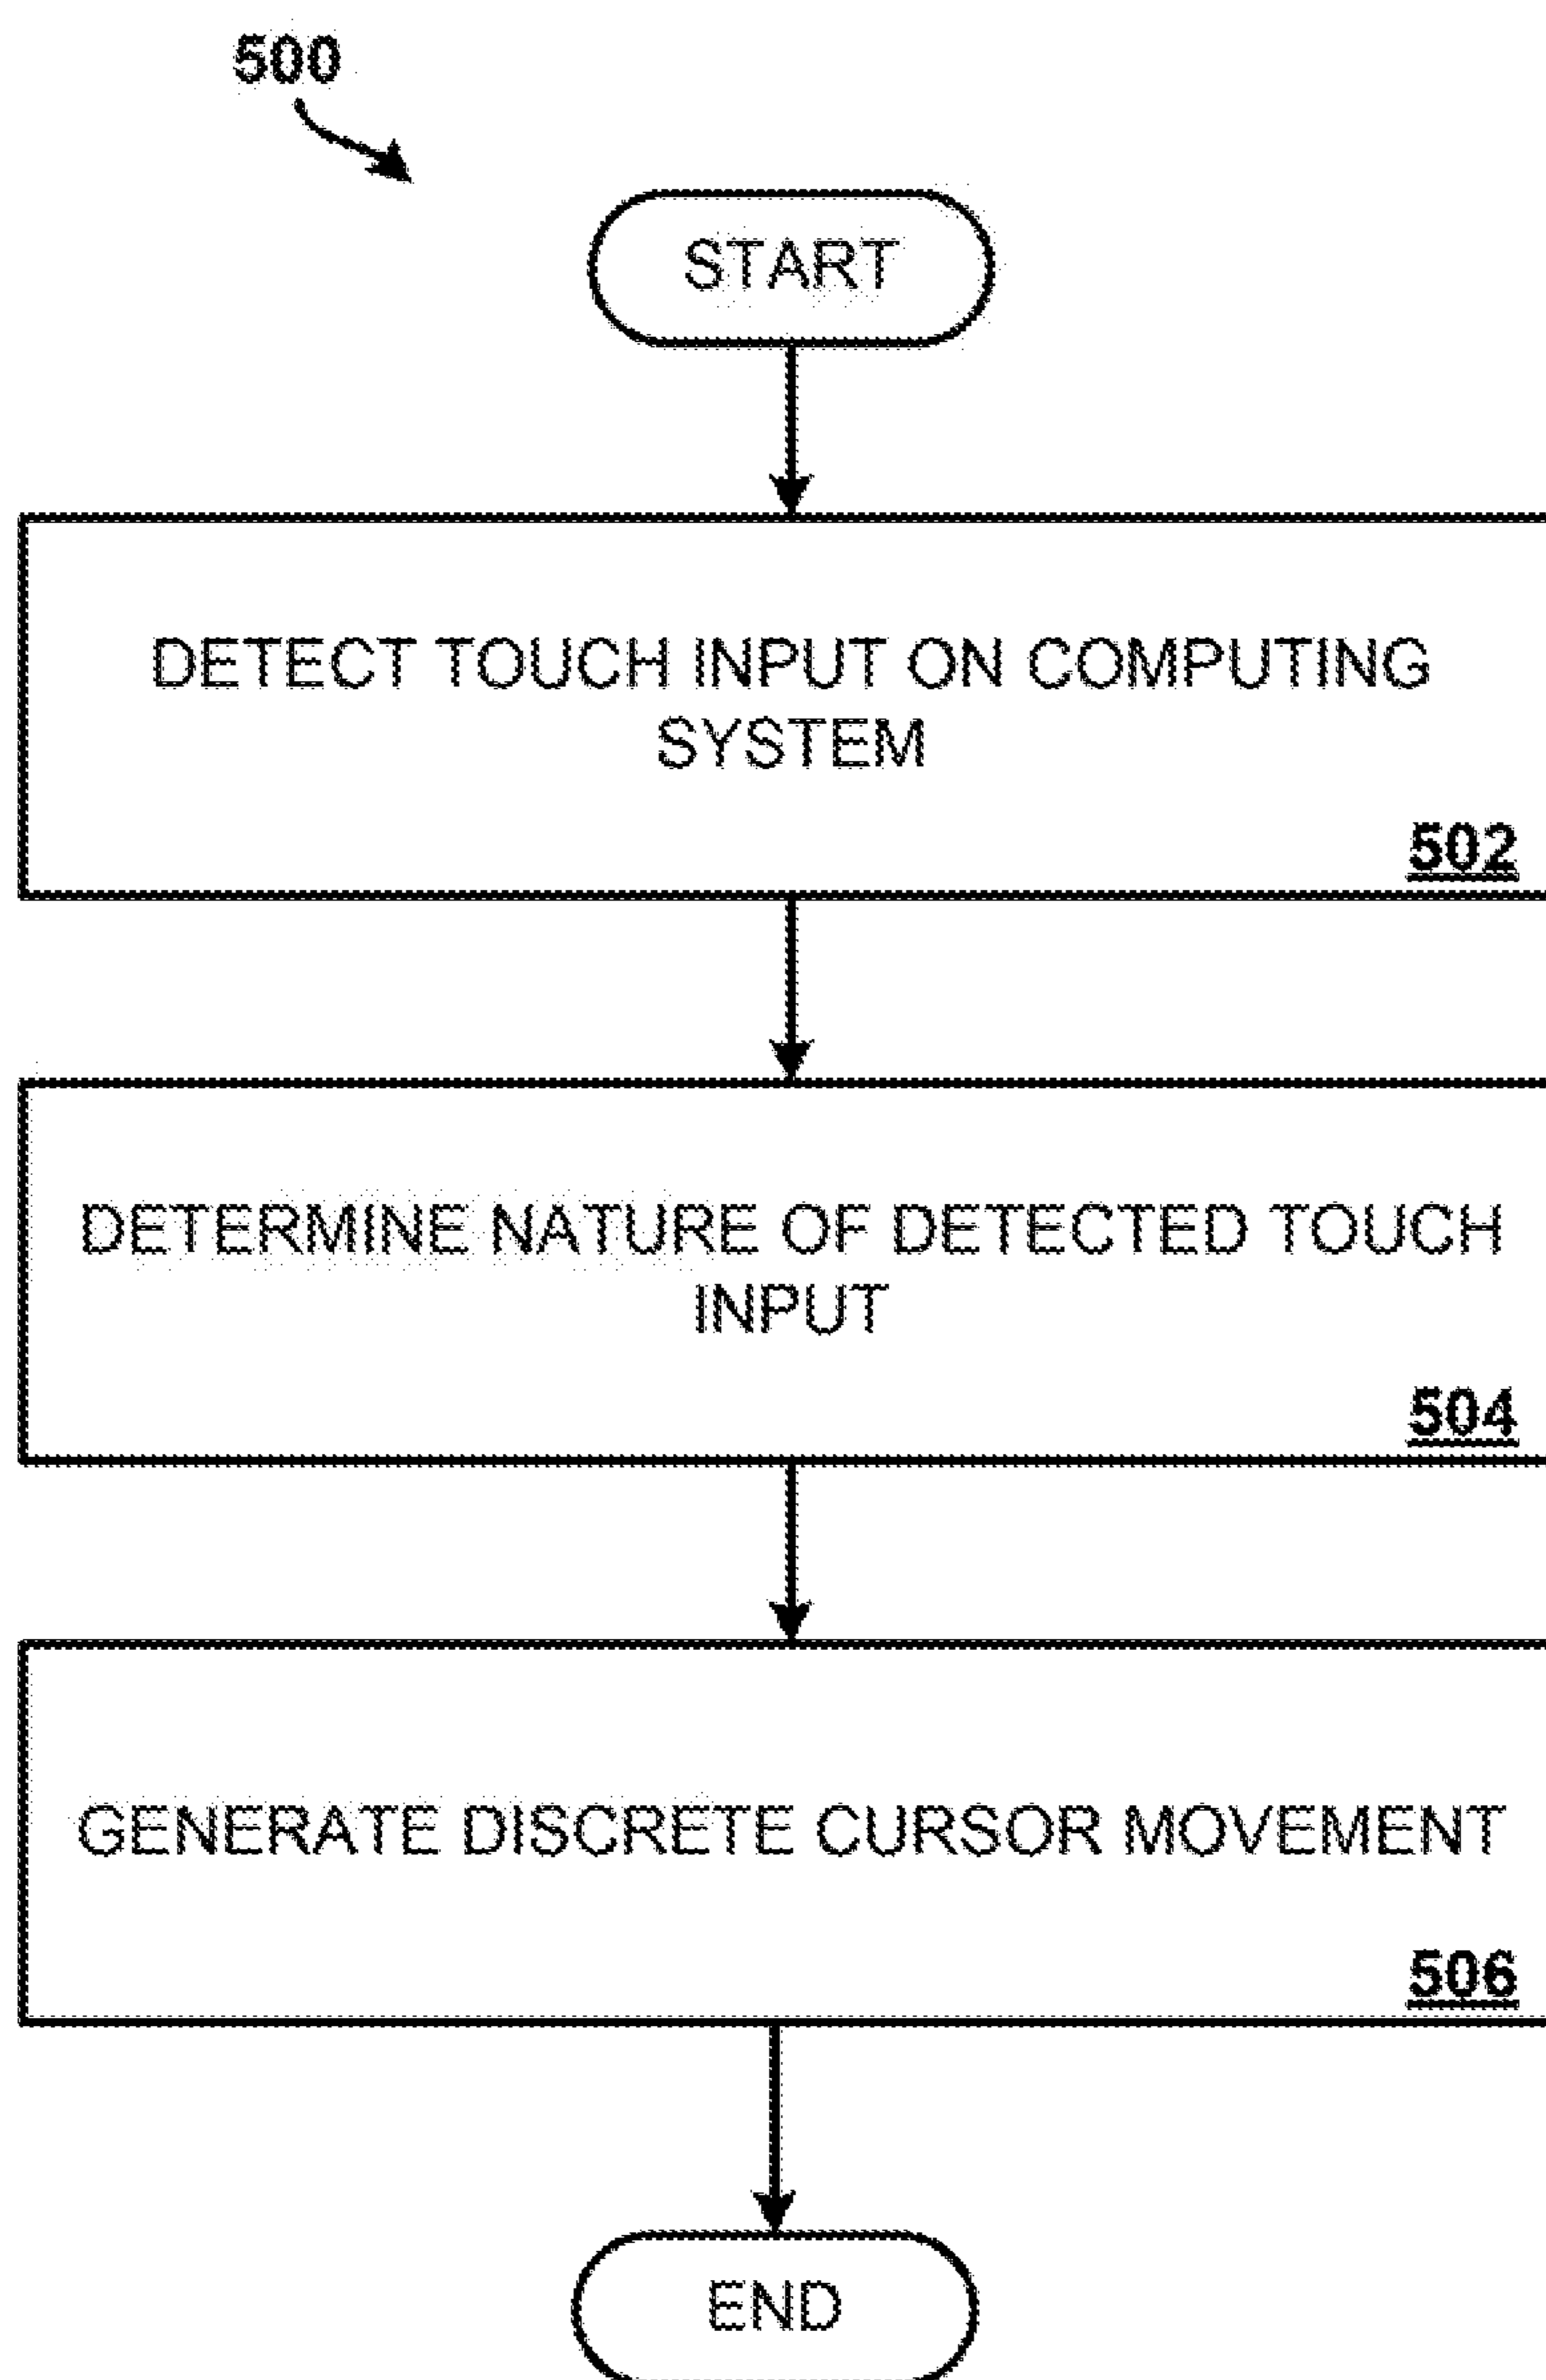 500
START
DETECT TOUCH INPUT ON COMPUTING
SYSTEM
502
DETERMINE NATURE OF DETECTED TOUCH
INPUT
504
GENERATE DISCRETE CURSOR MOVEMENT
506
END